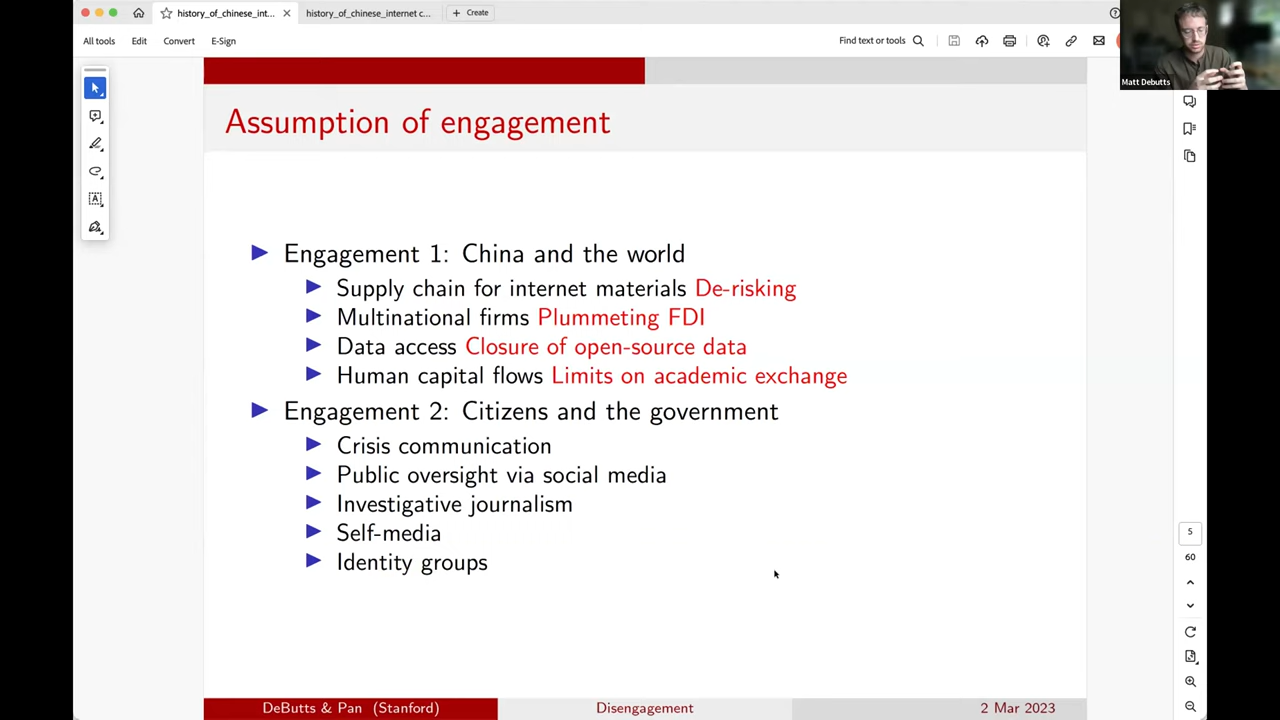 history_of_chinese_int...
history_of_chinese_internet c...
Create
All tools
Edit
Convert
E-Sign
Find text or tools
Matt Debutts
Assumption of engagement
Engagement 1: China and the world
Supply chain for internet materials De-risking
Multinational firms Plummeting FDI
Data access Closure of open-source data
Human capital flows Limits on academic exchange
Engagement 2: Citizens and the government
Crisis communication
Public oversight via social media
Investigative journalism
Self-media
Identity groups
5
60
DeButts & Pan (Stanford)
Disengagement
2 Mar 2023